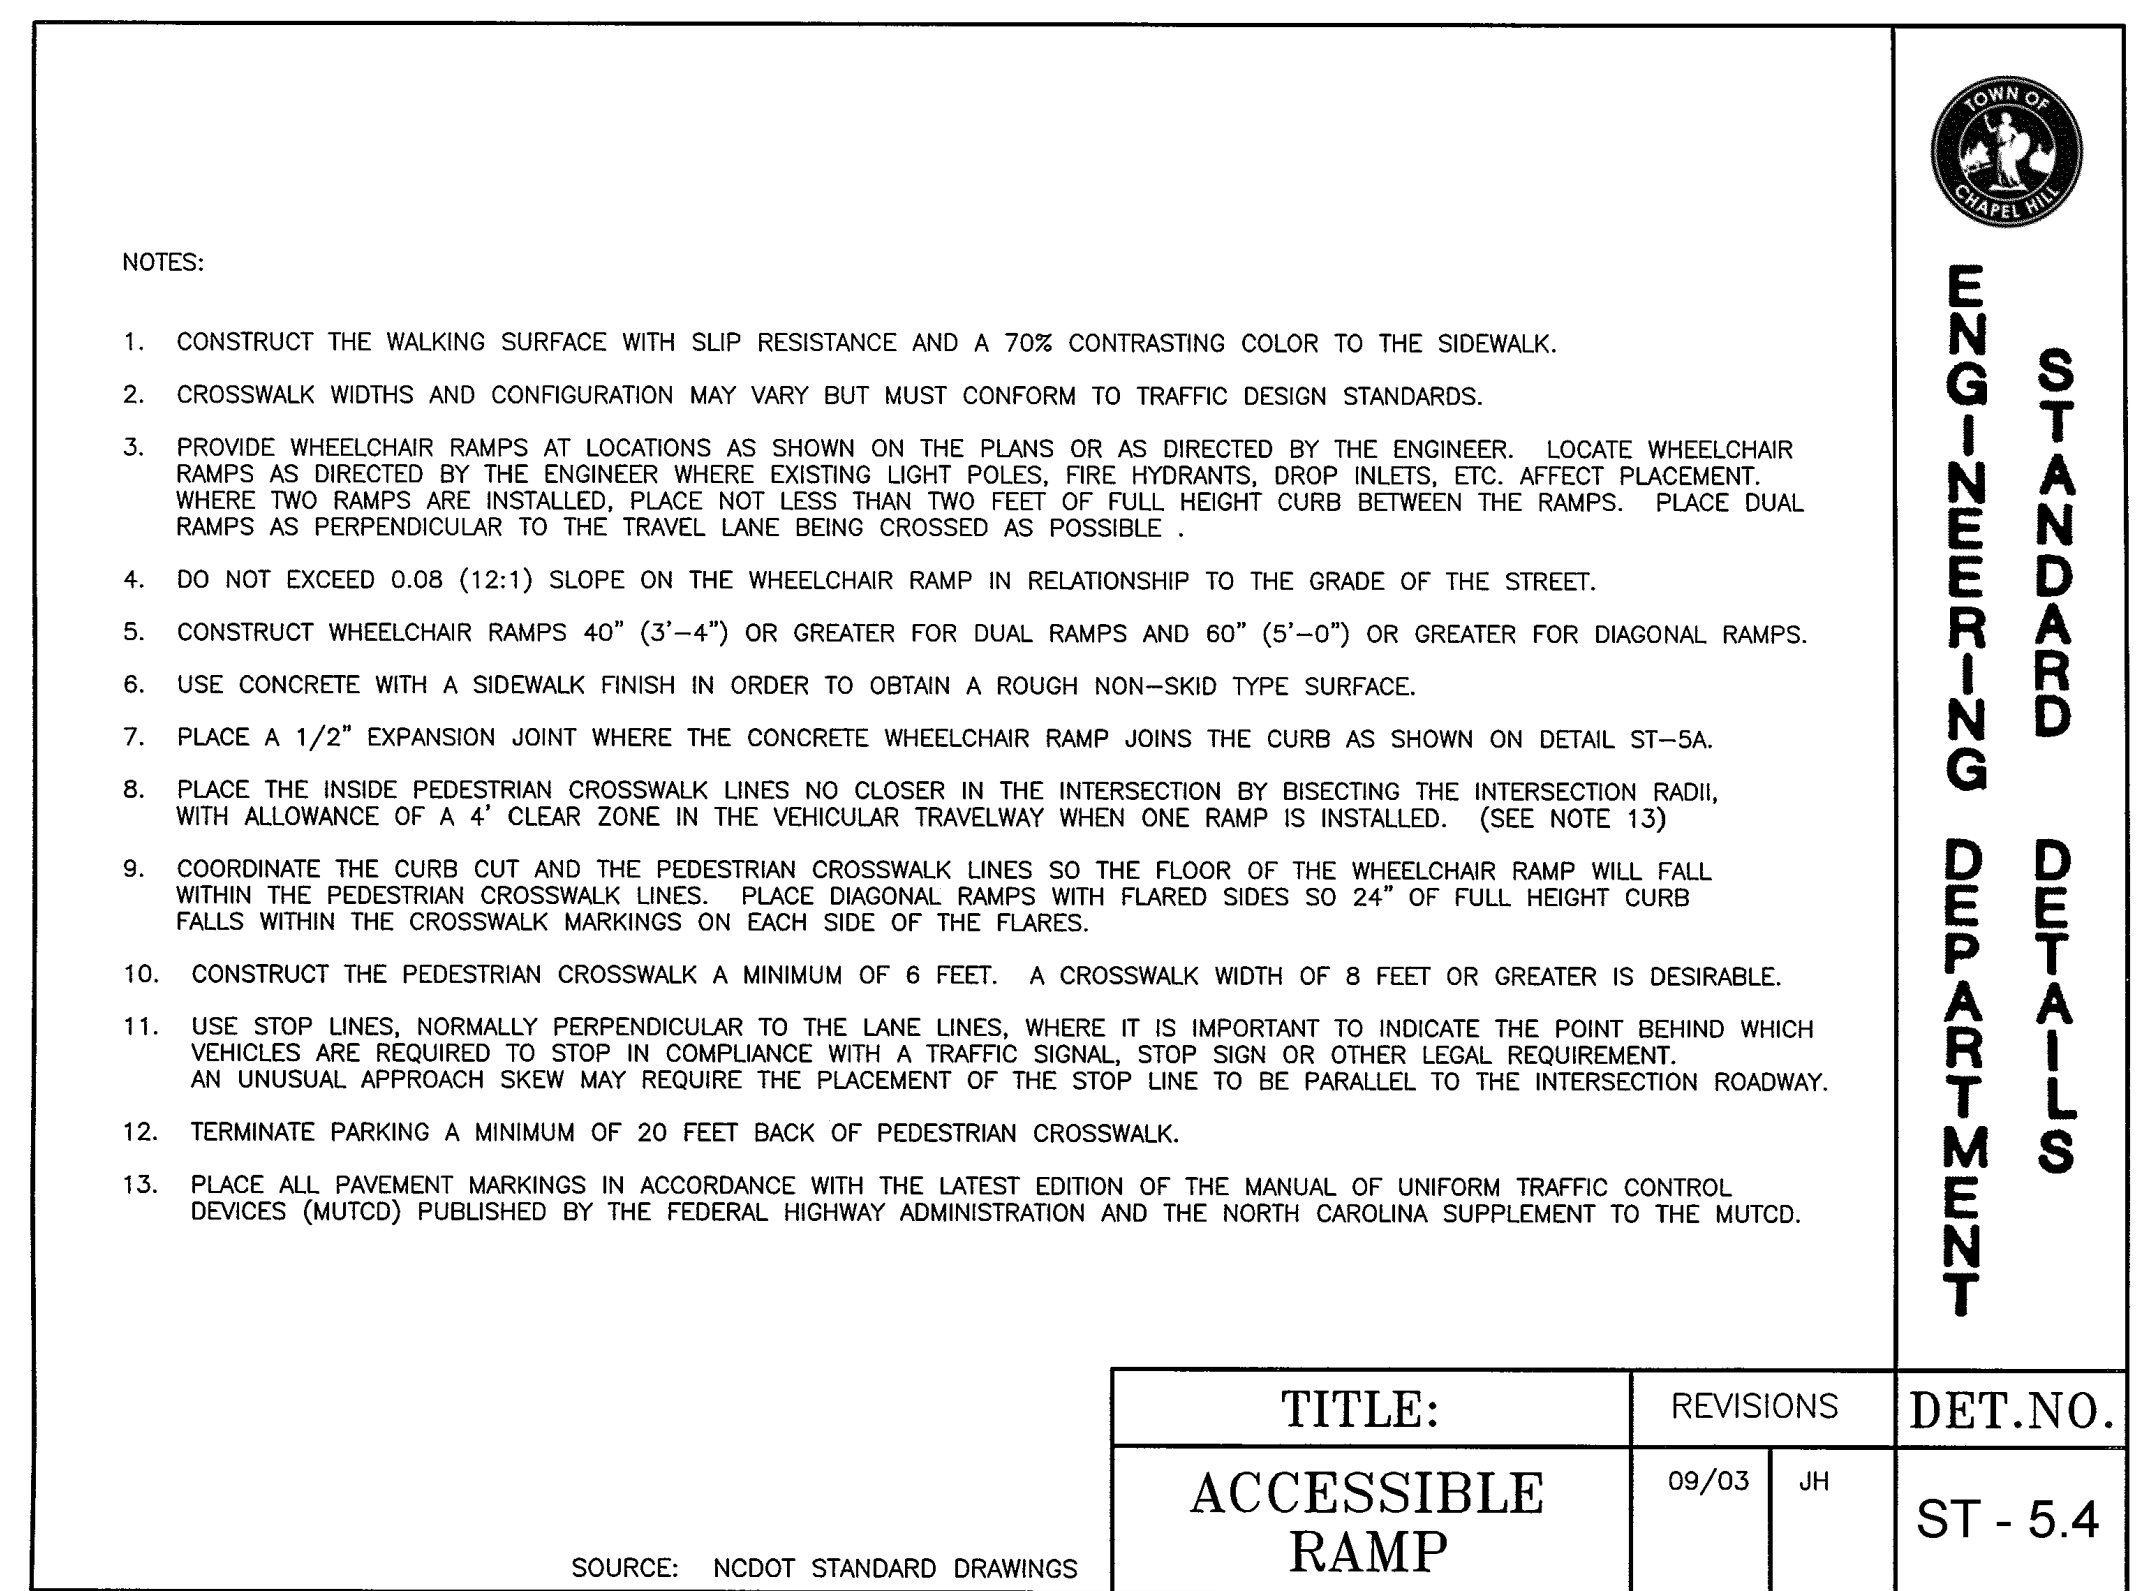 NOTES:
1. CONSTRUCT THE WALKING SURFACE WITH SLIP RESISTANCE AND A 70% CONTRASTING COLOR TO THE SIDEWALK.
2. CROSSWALK WIDTHS AND CONFIGURATION MAY VARY BUT MUST CONFORM TO TRAFFIC DESIGN STANDARDS.
3. PROVIDE WHEELCHAIR RAMPS AT LOCATIONS AS SHOWN ON THE PLANS OR AS DIRECTED BY THE ENGINEER. LOCATE WHEELCHAIR
RAMPS AS DIRECTED BY THE ENGINEER WHERE EXISTING LIGHT POLES, FIRE HYDRANTS, DROP INLETS, ETC. AFFECT PLACEMENT.
WHERE TWO RAMPS ARE INSTALLED, PLACE NOT LESS THAN TWO FEET OF FULL HEIGHT CURB BETWEEN THE RAMPS. PLACE DUAL
RAMPS AS PERPENDICULAR TO THE TRAVEL LANE BEING CROSSED AS POSSIBLE .
4. DO NOT EXCEED 0.08 (12:1) SLOPE ON THE WHEELCHAIR RAMP IN RELATIONSHIP TO THE GRADE OF THE STREET.
5. CONSTRUCT WHEELCHAIR RAMPS 40" (3'-4") OR GREATER FOR DUAL RAMPS AND 60" (5'-0") OR GREATER FOR DIAGONAL RAMPS.
6. USE CONCRETE WITH A SIDEWALK FINISH IN ORDER TO OBTAIN A ROUGH NON-SKID TYPE SURFACE.
7. PLACE A 1/2" EXPANSION JOINT WHERE THE CONCRETE WHEELCHAIR RAMP JOINS THE CURB AS SHOWN ON DETAIL ST-5A.
8. PLACE THE INSIDE PEDESTRIAN CROSSWALK LINES NO CLOSER IN THE INTERSECTION BY BISECTING THE INTERSECTION RADII,
WITH ALLOWANCE OF A 4' CLEAR ZONE IN THE VEHICULAR TRAVELWAY WHEN ONE RAMP IS INSTALLED. (SEE NOTE 13)
9. COORDINATE THE CURB CUT AND THE PEDESTRIAN CROSSWALK LINES SO THE FLOOR OF THE WHEELCHAIR RAMP WILL FALL
WITHIN THE PEDESTRIAN CROSSWALK LINES. PLACE DIAGONAL RAMPS WITH FLARED SIDES SO 24" OF FULL HEIGHT CURB
FALLS WITHIN THE CROSSWALK MARKINGS ON EACH SIDE OF THE FLARES.
10. CONSTRUCT THE PEDESTRIAN CROSSWALK A MINIMUM OF 6 FEET. A CROSSWALK WIDTH OF 8 FEET OR GREATER IS DESIRABLE.
11. USE STOP LINES, NORMALLY PERPENDICULAR TO THE LANE LINES, WHERE IT IS IMPORTANT TO INDICATE THE POINT BEHIND WHICH
VEHICLES ARE REQUIRED TO STOP IN COMPLIANCE WITH A TRAFFIC SIGNAL, STOP SIGN OR OTHER LEGAL REQUIREMENT.
AN UNUSUAL APPROACH SKEW MAY REQUIRE THE PLACEMENT OF THE STOP LINE TO BE PARALLEL TO THE INTERSECTION ROADWAY.
12. TERMINATE PARKING A MINIMUM OF 20 FEET BACK OF PEDESTRIAN CROSSWALK.
13. PLACE ALL PAVEMENT MARKINGS IN ACCORDANCE WITH THE LATEST EDITION OF THE MANUAL OF UNIFORM TRAFFIC CONTROL
DEVICES (MUTCD) PUBLISHED BY THE FEDERAL HIGHWAY ADMINISTRATION AND THE NORTH CAROLINA SUPPLEMENT TO THE MUTCD.
SOURCE: NCDOT STANDARD DRAWINGS
TOWN OF
CHAPEL HILL
ENGINEERING DEPARTMENT
STANDARD DETAILS
TITLE:
ACCESSIBLE
RAMP
REVISIONS
09/03 JH
DET.NO.
ST - 5.4